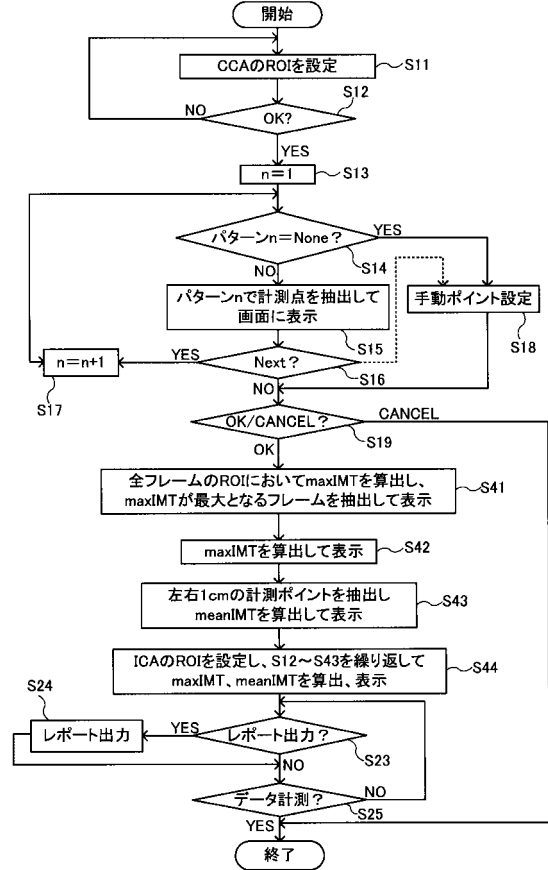 開始
CCAのROIを設定
S11
S12
NO
OK?
YES
n=1
S13
パターンn=None?
YES
S14
NO
パターンnで計測点を抽出して
画面に表示
S15
手動ポイント設定
S18
n=n+1
S17
YES
Next?
S16
NO
OK/CANCEL?
CANCEL
S19
OK
全フレームのROIにおいてmaxIMTを算出し、
maxIMTが最大となるフレームを抽出して表示
S41
maxIMTを算出して表示
S42
左右1cmの計測ポイントを抽出し
meanIMTを算出して表示
S43
ICAのROIを設定し、S12~S43を繰り返して
maxIMT、meanIMTを算出、表示
S44
S24
レポート出力
YES
レポート出力?
S23
NO
データ計測?
NO
S25
YES
終了